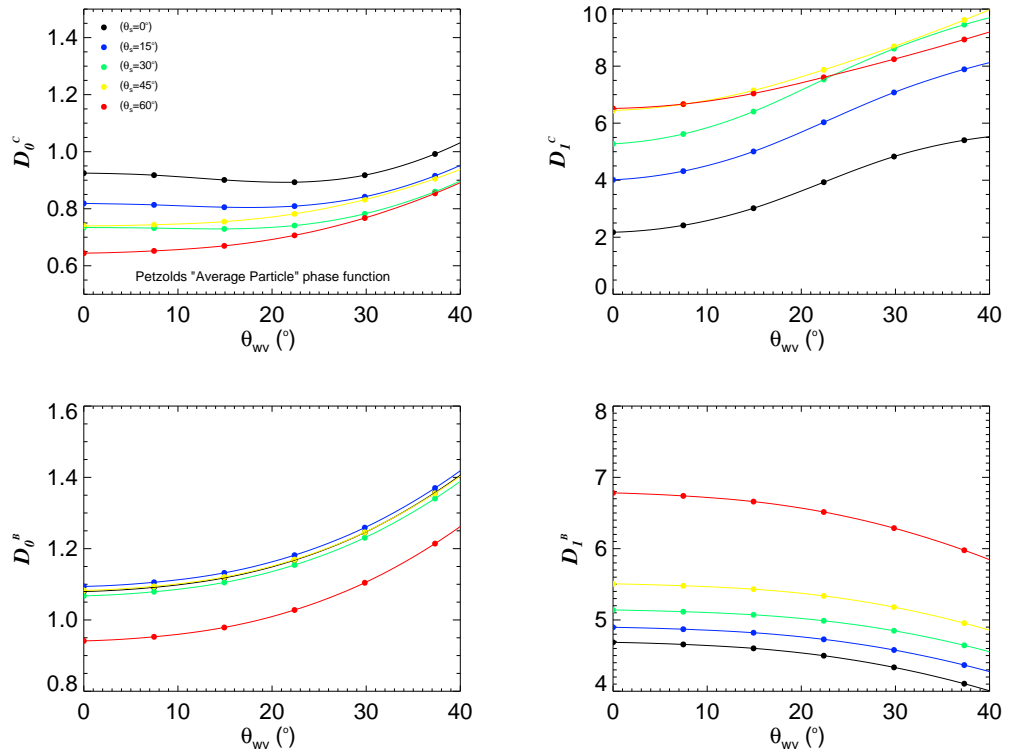 1.4
1.2
1.0
0.8
0.6
D₀ᶜ
(θₛ=0°)
(θₛ=15°)
(θₛ=30°)
(θₛ=45°)
(θₛ=60°)
Petzolds "Average Particle" phase function
0 10 20 30 40
θwv (°)
10
8
6
4
2
0
D₁ᶜ
0 10 20 30 40
θwv (°)
1.6
1.4
1.2
1.0
0.8
D₀ᴮ
0 10 20 30 40
θwv (°)
8
7
6
5
4
D₁ᴮ
0 10 20 30 40
θwv (°)